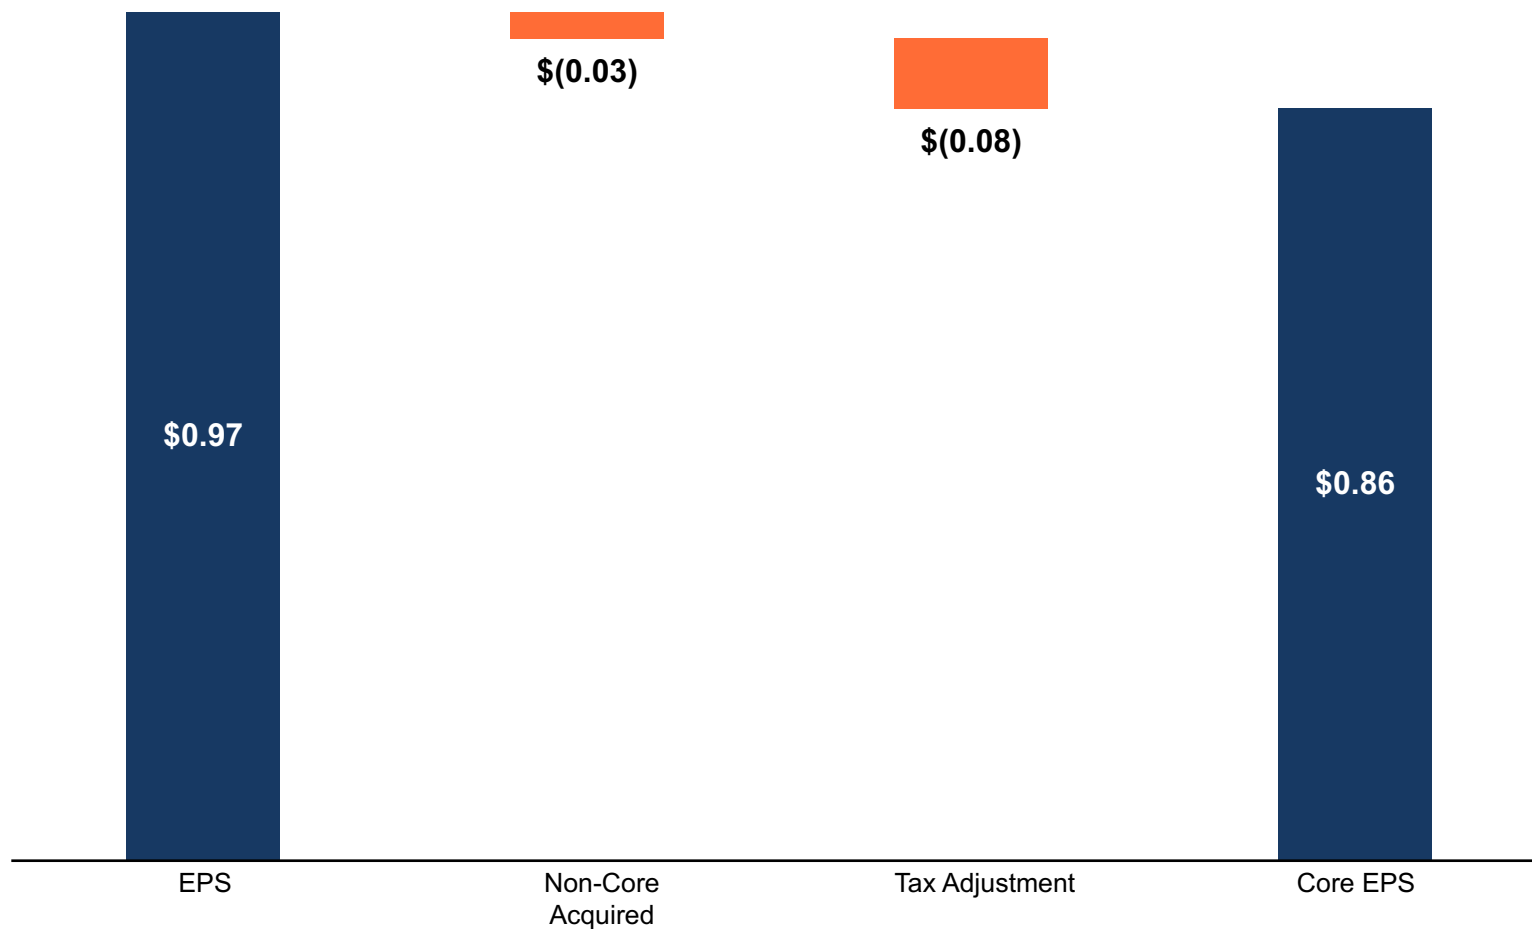 $(0.03)
$(0.08)
$0.97
$0.86
EPS
Non-Core
Acquired
Tax Adjustment
Core EPS